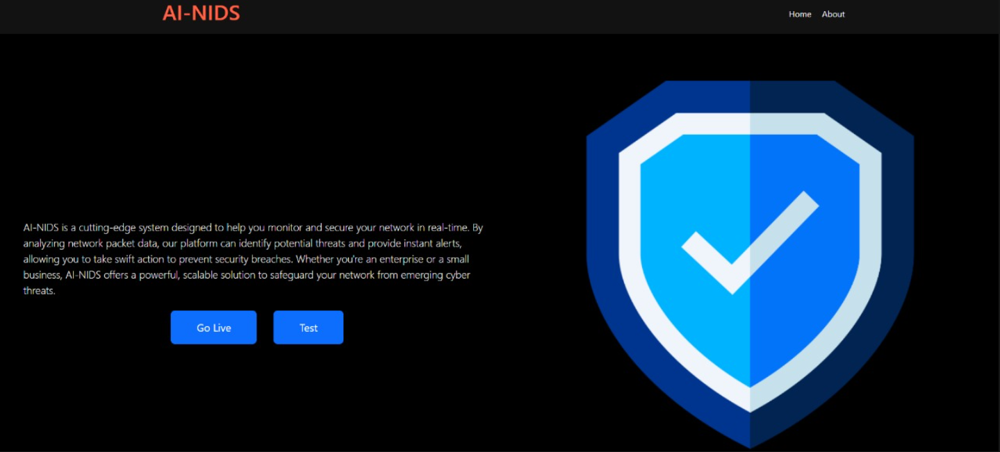 AI-NIDS
Home About
AI-NIDS is a cutting-edge system designed to help you monitor and secure your network in real-time. By
analyzing network packet data, our platform can identify potential threats and provide instant alerts,
allowing you to take swift action to prevent security breaches. Whether you're an enterprise or a small
business, AI-NIDS offers a powerful, scalable solution to safeguard your network from emerging cyber
threats.
Go Live Test